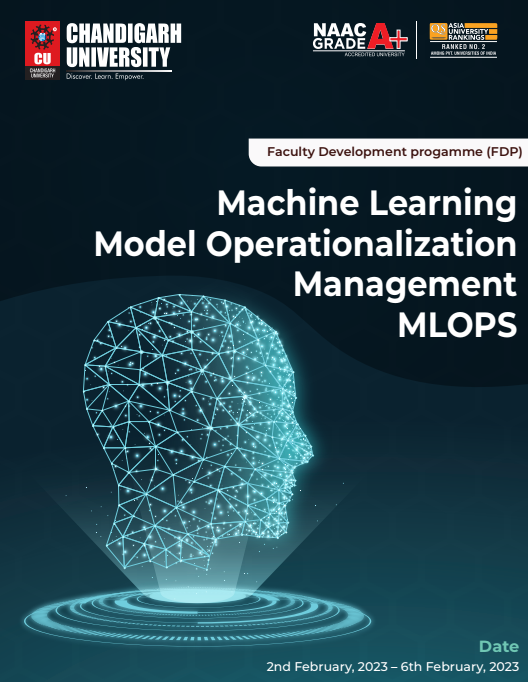 CHANDIGARH
UNIVERSITY
Discover. Learn. Empower.
CU
CHANDIGARH
UNIVERSITY
NAAC
GRADE A+
ACCREDITED UNIVERSITY
QS ASIA
UNIVERSITY
RANKINGS
RANKED NO. 2
AMONG PVT. UNIVERSITIES OF INDIA
Faculty Development progamme (FDP)
Machine Learning
Model Operationalization
Management
MLOPS
Date
2nd February, 2023 – 6th February, 2023